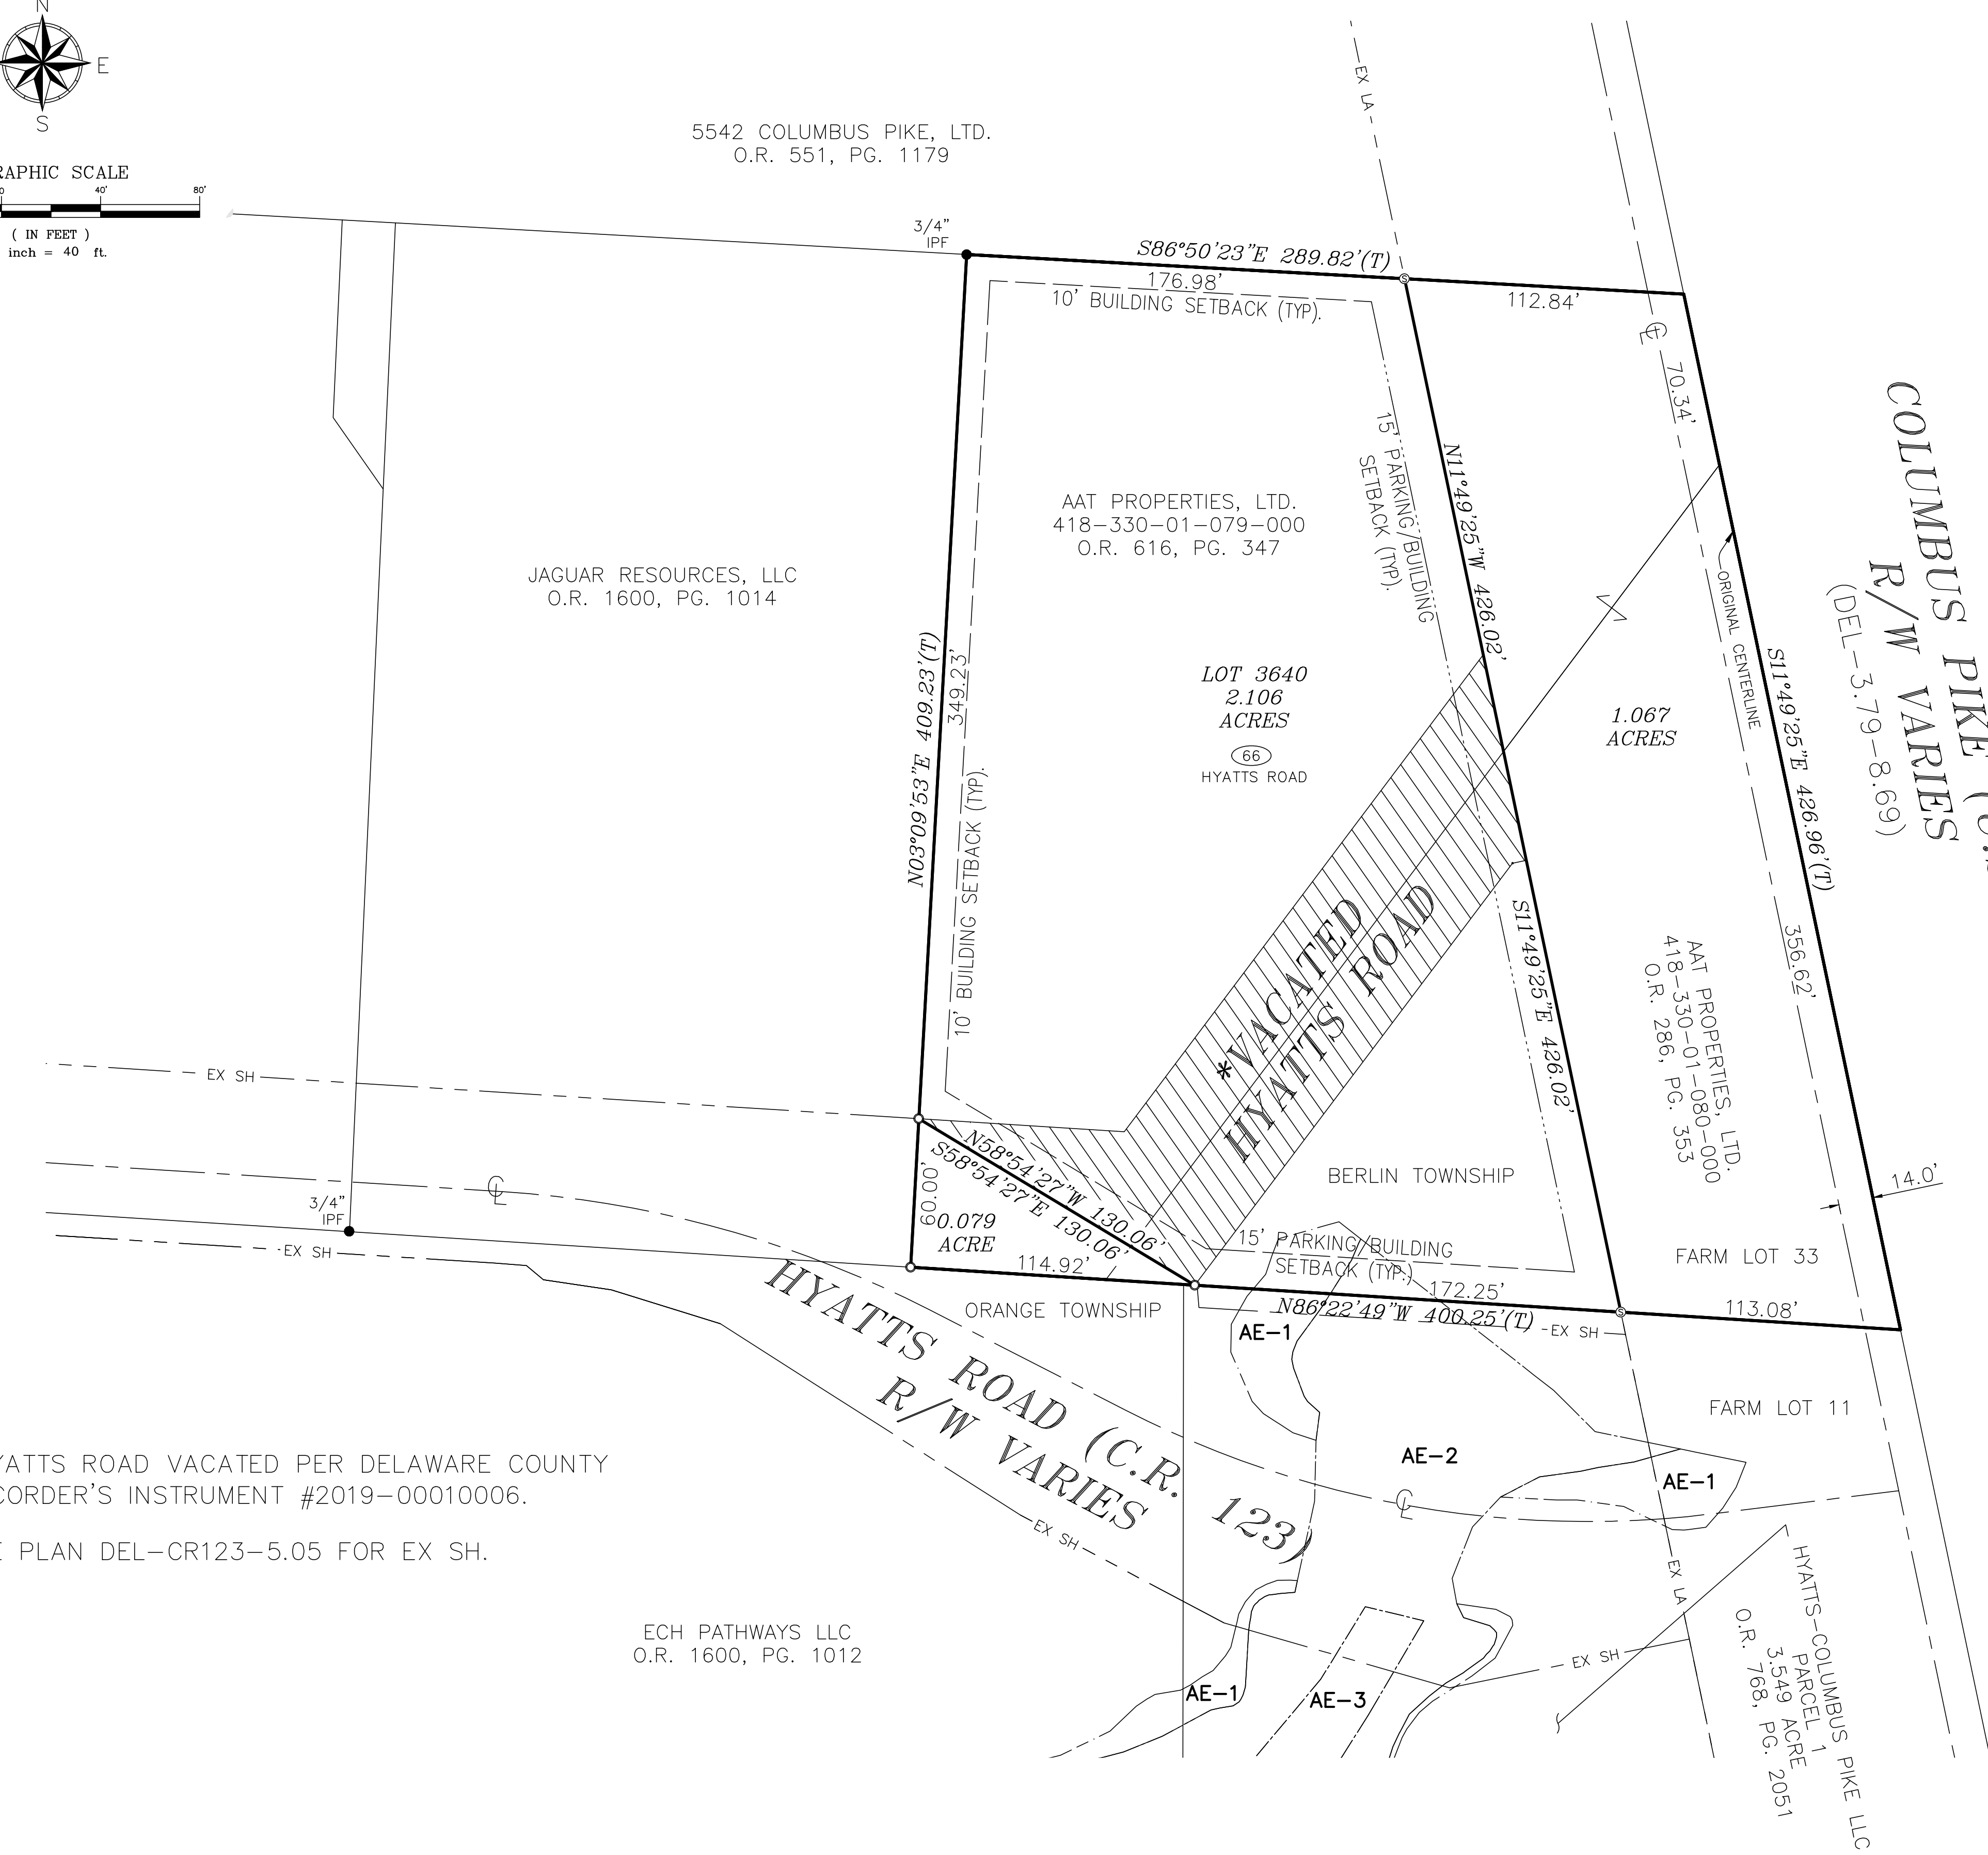 N
E
S
RAPHIC SCALE
0 40' 80'
( IN FEET )
inch = 40 ft.
5542 COLUMBUS PIKE, LTD.
O.R. 551, PG. 1179
EX LA
3/4"
IPF
S86°50'23"E 289.82'(T)
176.98'
10' BUILDING SETBACK (TYP).
112.84'
℄
70.34'
COLUMBUS PIKE
R/W VARIES
(DEL-3.79-8.69)
15' PARKING/BUILDING
SETBACK (TYP).
N11°49'25"W 426.02'
AAT PROPERTIES, LTD.
418-330-01-079-000
O.R. 616, PG. 347
JAGUAR RESOURCES, LLC
O.R. 1600, PG. 1014
ORIGINAL CENTERLINE
S11°49'25"E 426.96'(T)
N03°09'53"E 409.23'(T)
349.23'
10' BUILDING SETBACK (TYP).
LOT 3640
2.106
ACRES
66
HYATTS ROAD
1.067
ACRES
*VACATED
HYATTS ROAD
S11°49'25"E 426.02'
356.62'
AAT PROPERTIES, LTD.
418-330-01-080-000
O.R. 286, PG. 353
EX SH
N58°54'27"W 130.06'
S58°54'27"E 130.06'
60.00'
0.079
ACRE
114.92'
BERLIN TOWNSHIP
14.0'
℄
3/4"
IPF
EX SH
15' PARKING/BUILDING
SETBACK (TYP.)
FARM LOT 33
172.25'
N86°22'49"W 400.25'(T)
113.08'
ORANGE TOWNSHIP
AE-1
EX SH
HYATTS ROAD (C.R. 123)
R/W VARIES
FARM LOT 11
AE-2
AE-1
℄
YATTS ROAD VACATED PER DELAWARE COUNTY
CORDER'S INSTRUMENT #2019-00010006.
E PLAN DEL-CR123-5.05 FOR EX SH.
EX SH
EX LA
HYATTS-COLUMBUS PIKE LLC
PARCEL 1
3.549 ACRE
O.R. 768, PG. 2051
ECH PATHWAYS LLC
O.R. 1600, PG. 1012
EX SH
AE-1
AE-3